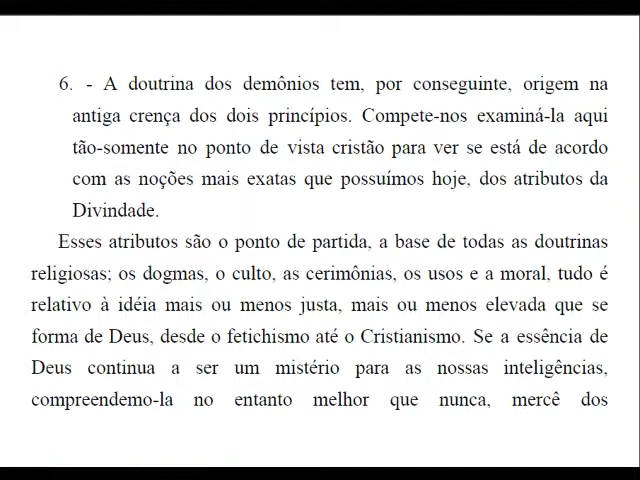 6. - A doutrina dos demônios tem, por conseguinte, origem na
antiga crença dos dois princípios. Compete-nos examiná-la aqui
tão-somente no ponto de vista cristão para ver se está de acordo
com as noções mais exatas que possuímos hoje, dos atributos da
Divindade.
Esses atributos são o ponto de partida, a base de todas as doutrinas
religiosas; os dogmas, o culto, as cerimônias, os usos e a moral, tudo é
relativo à idéia mais ou menos justa, mais ou menos elevada que se
forma de Deus, desde o fetichismo até o Cristianismo. Se a essência de
Deus continua a ser um mistério para as nossas inteligências,
compreendemo-la no entanto melhor que nunca, mercê dos